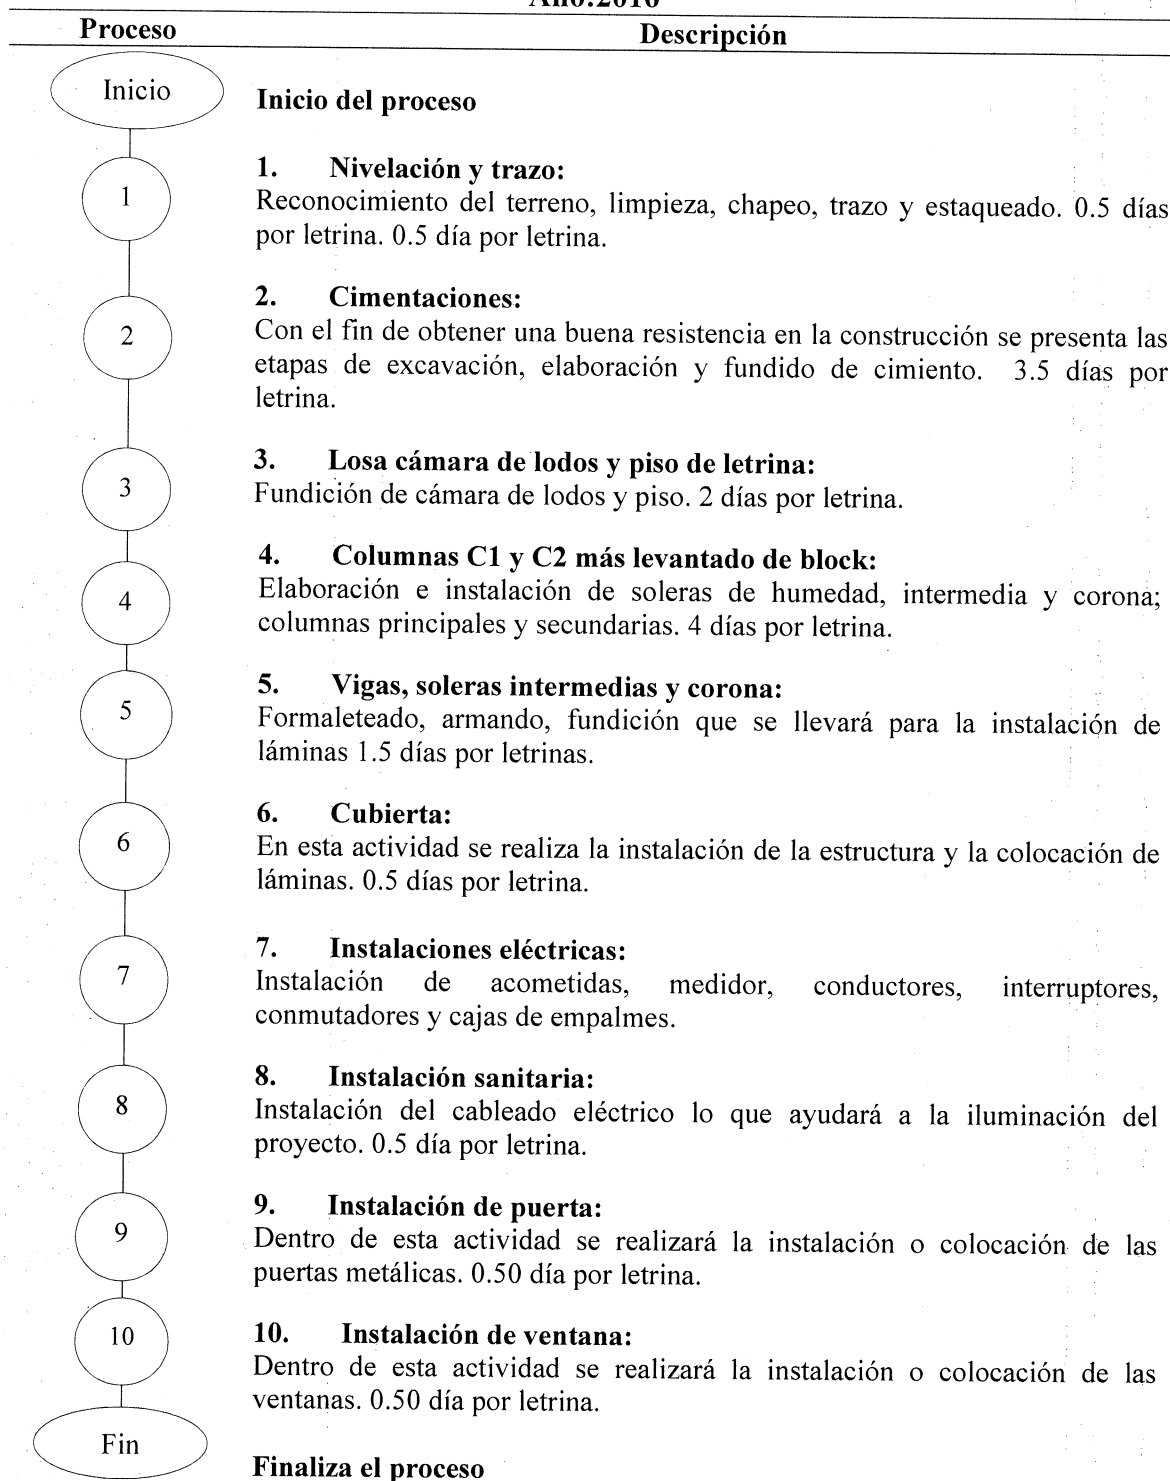 Año:2016
Proceso Descripción
Inicio
Inicio del proceso
1
1. Nivelación y trazo:
Reconocimiento del terreno, limpieza, chapeo, trazo y estaqueado. 0.5 días
por letrina. 0.5 día por letrina.
2
2. Cimentaciones:
Con el fin de obtener una buena resistencia en la construcción se presenta las
etapas de excavación, elaboración y fundido de cimiento. 3.5 días por
letrina.
3
3. Losa cámara de lodos y piso de letrina:
Fundición de cámara de lodos y piso. 2 días por letrina.
4
4. Columnas C1 y C2 más levantado de block:
Elaboración e instalación de soleras de humedad, intermedia y corona;
columnas principales y secundarias. 4 días por letrina.
5
5. Vigas, soleras intermedias y corona:
Formaleteado, armando, fundición que se llevará para la instalación de
láminas 1.5 días por letrinas.
6
6. Cubierta:
En esta actividad se realiza la instalación de la estructura y la colocación de
láminas. 0.5 días por letrina.
7
7. Instalaciones eléctricas:
Instalación de acometidas, medidor, conductores, interruptores,
conmutadores y cajas de empalmes.
8
8. Instalación sanitaria:
Instalación del cableado eléctrico lo que ayudará a la iluminación del
proyecto. 0.5 día por letrina.
9
9. Instalación de puerta:
Dentro de esta actividad se realizará la instalación o colocación de las
puertas metálicas. 0.50 día por letrina.
10
10. Instalación de ventana:
Dentro de esta actividad se realizará la instalación o colocación de las
ventanas. 0.50 día por letrina.
Fin
Finaliza el proceso